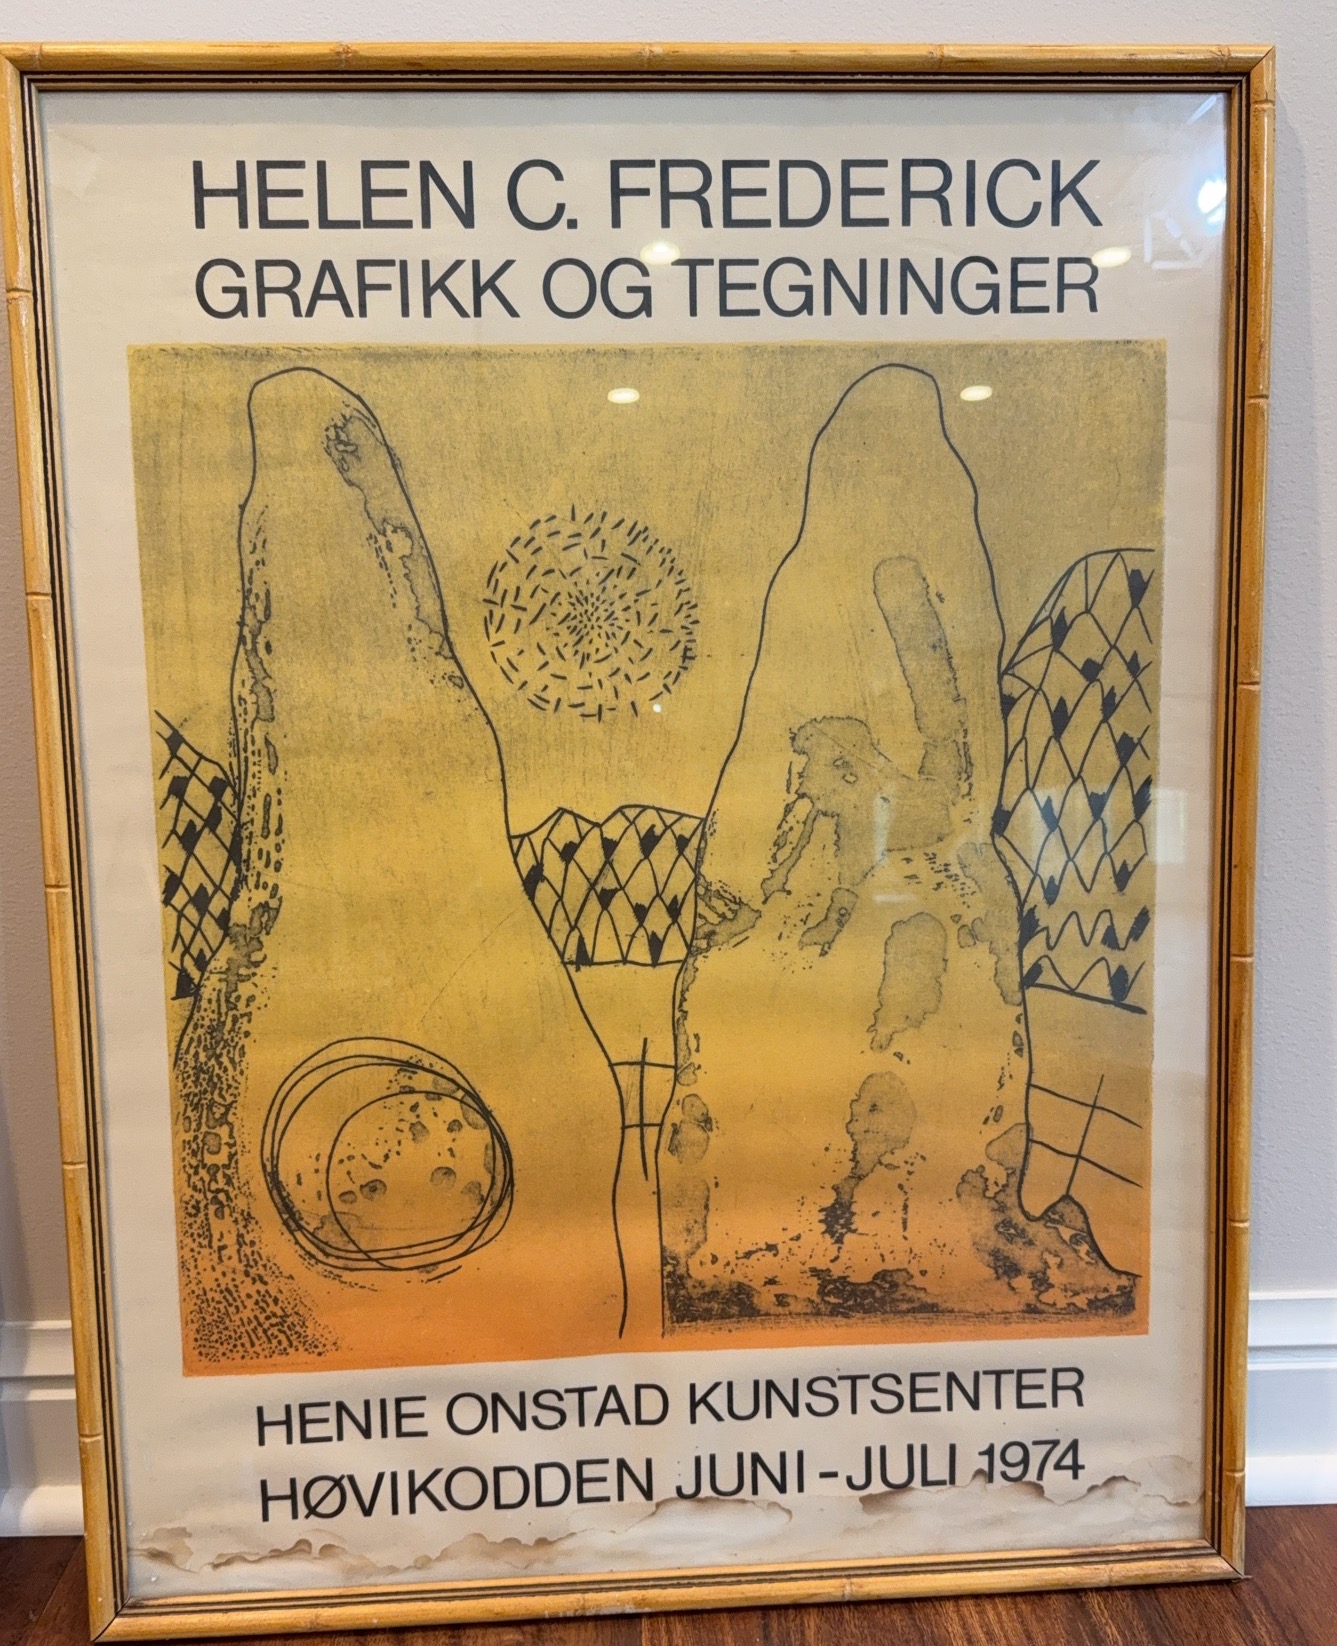 HELEN C. FREDERICK
GRAFIKK OG TEGNINGER
HENIE ONSTAD KUNSTSENTER
HØVIKODDEN JUNI-JULI 1974